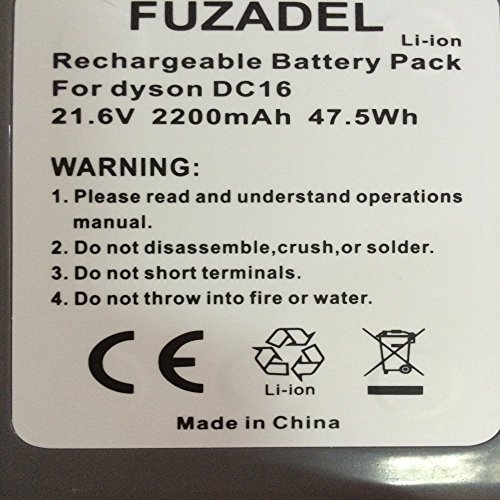 FUZADEL
Li-ion
Rechargeable Battery Pack
For dyson DC16
21.6V 2200mAh 47.5Wh
WARNING:
1. Please read and understand operations
manual.
2. Do not disassemble,crush,or solder.
3. Do not short terminals.
4. Do not throw into fire or water.
CE
Li-ion
Made in China